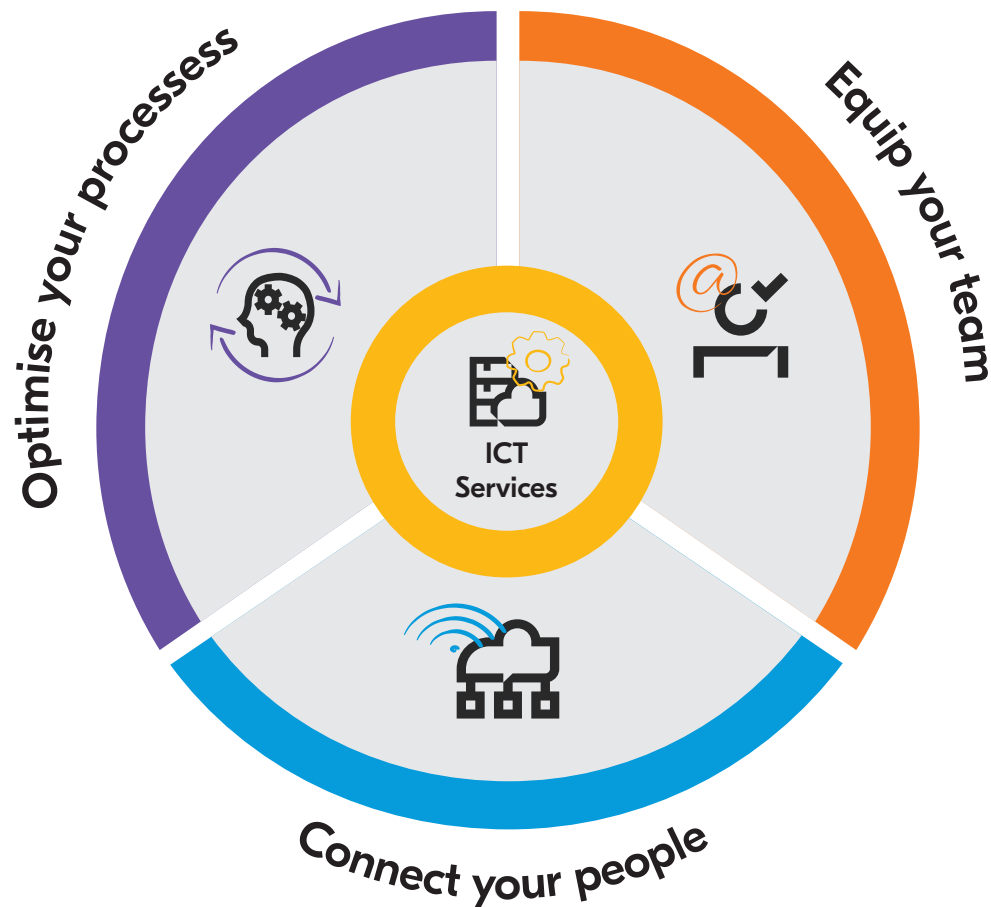 Optimise your processess
Equip your team
@
ICT
Services
Connect your people